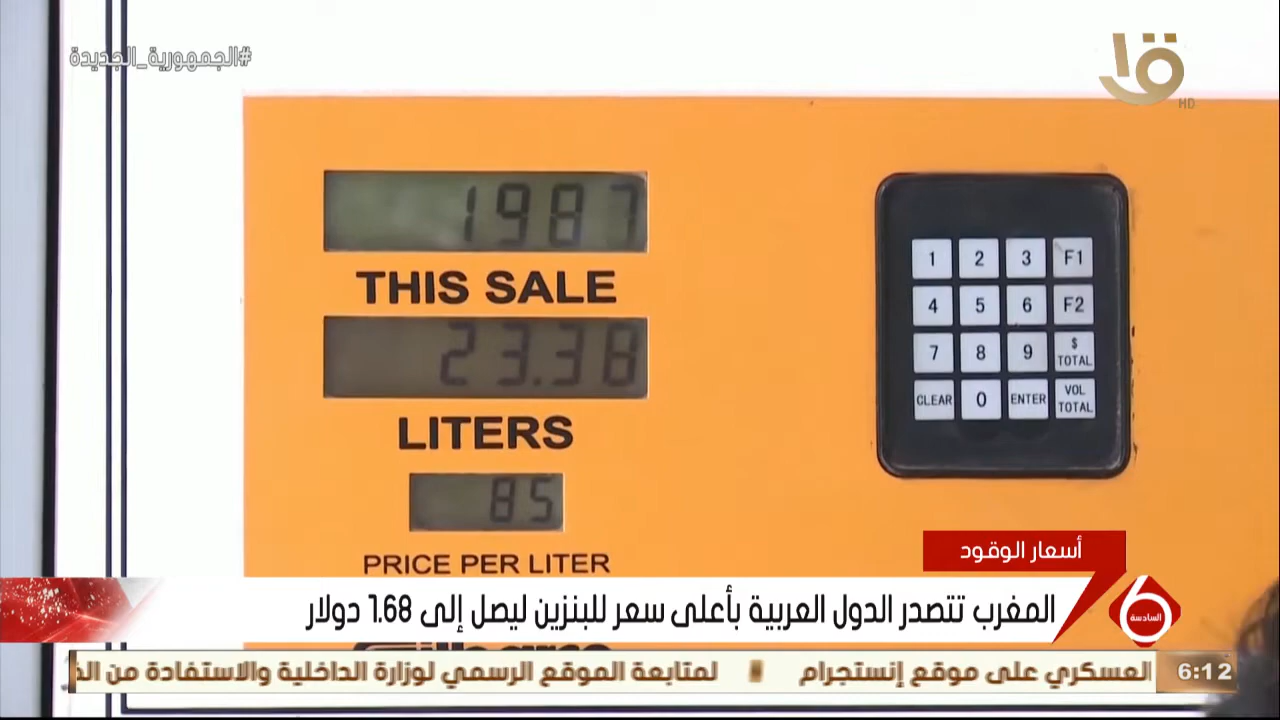 #الجمهورية_الجديدة
HD
1987
THIS SALE
23.38
LITERS
85
PRICE PER LITER
1 2 3 F1
4 5 6 F2
7 8 9 $ TOTAL
CLEAR 0 ENTER VOL TOTAL
أسعار الوقود
السادسة
المغرب تتصدر الدول العربية بأعلى سعر للبنزين ليصل إلى 1.68 دولار
6:12
العسكري على موقع إنستجرام
لمتابعة الموقع الرسمي لوزارة الداخلية والاستفادة من